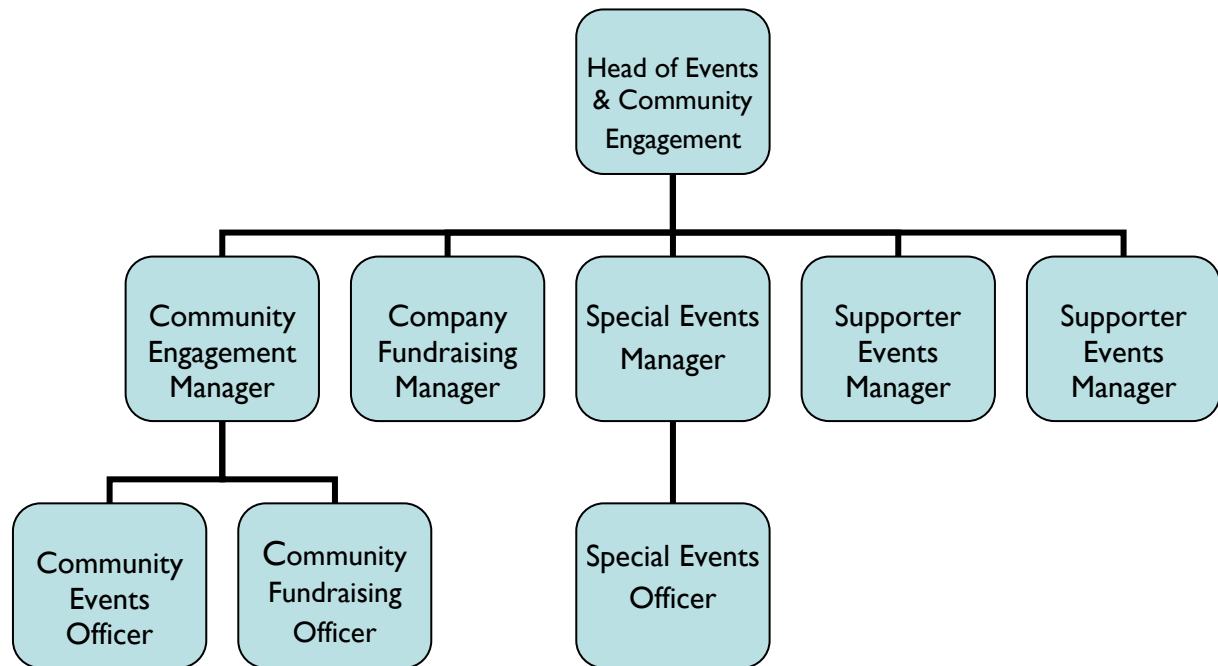 Head of Events
& Community
Engagement
Community
Engagement
Manager
Company
Fundraising
Manager
Special Events
Manager
Supporter
Events
Manager
Supporter
Events
Manager
Community
Events
Officer
Community
Fundraising
Officer
Special Events
Officer